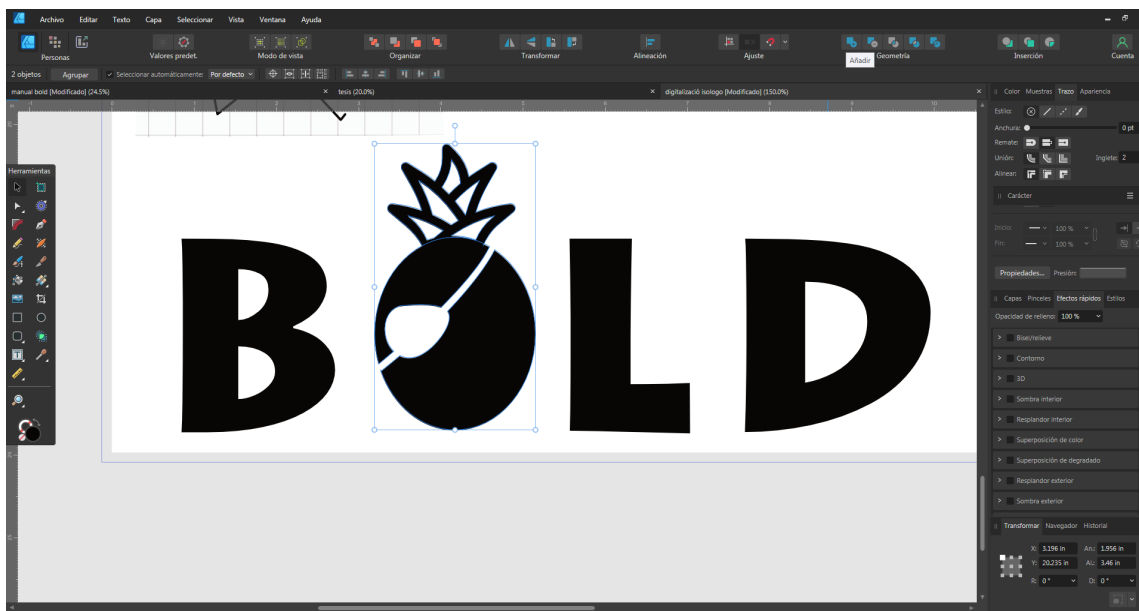 Archivo Editar Texto Capa Seleccionar Vista Ventana Ayuda
Personas Valores predet. Modo de vista Organizar Transformar Alineación Ajuste Geometría Inserción Cuenta
Añadir
2 objetos Agrupar Seleccionar automáticamente: Por defecto
manual bold [Modificado] (24.5%) × tesis (20.0%) × digitalizació isologo [Modificado] (150.0%) ×
Herramientas
B LD
Color Muestras Trazo Apariencia
Estilo:
Anchura: 0 pt
Remate:
Unión: Ingiete: 2
Alinear:
Carácter
Inicio: 100 %
Fin: 100 %
Propiedades... Presión:
Capas Pinceles Efectos rápidos Estilos
Opacidad de relleno: 100 %
Bisel/relieve
Contorno
3D
Sombra interior
Resplandor interior
Superposición de color
Superposición de degradado
Resplandor exterior
Sombra exterior
Transformar Navegador Historial
X: 3.196 in An.: 1.956 in
Y: 20.235 in Al.: 3.46 in
R: 0 ° D: 0 °